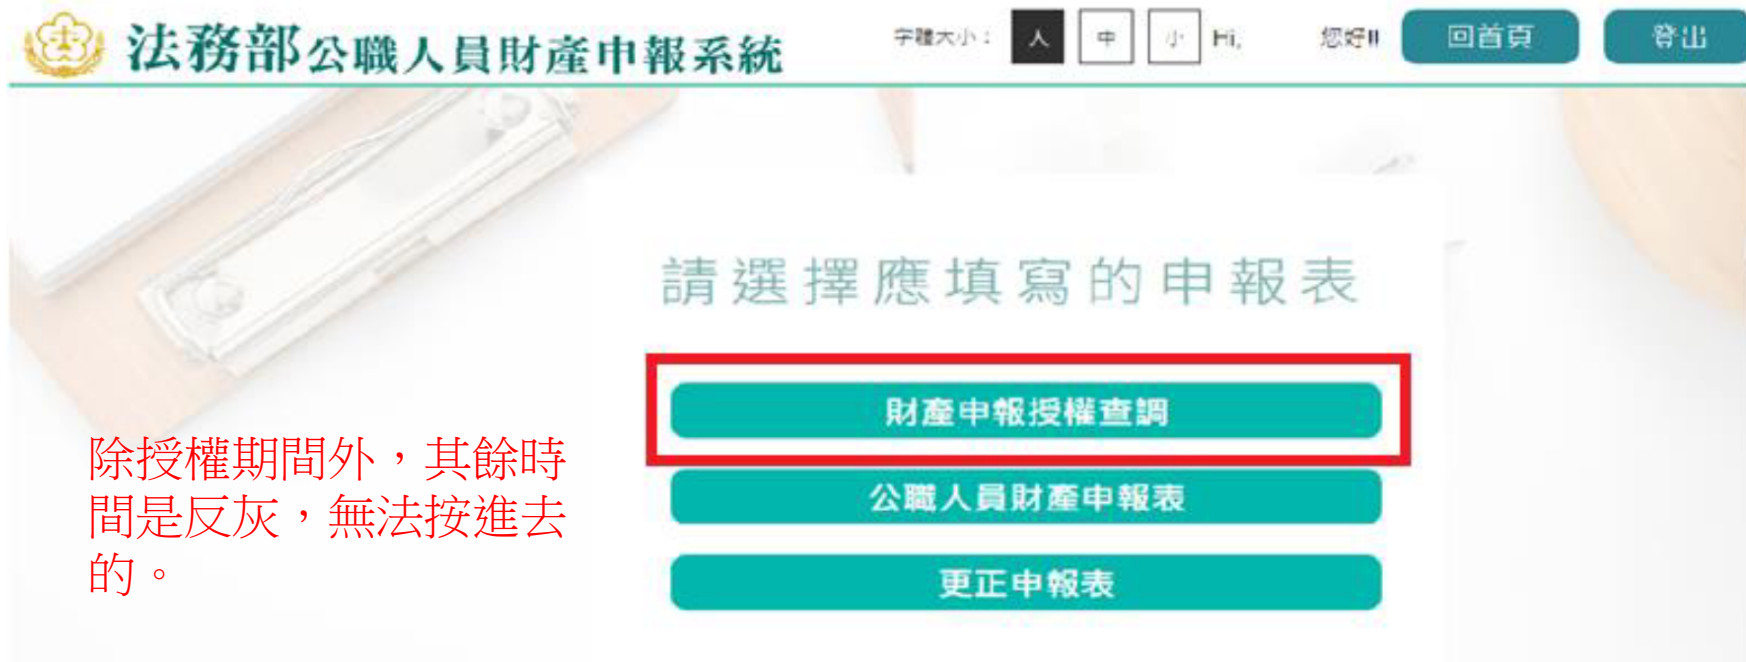 法務部公職人員財產申報系統
字體大小： 人 中 小 Hi, 您好!! 回首頁 登出
請選擇應填寫的申報表
財產申報授權查調
除授權期間外，其餘時
間是反灰，無法按進去
的。
公職人員財產申報表
更正申報表